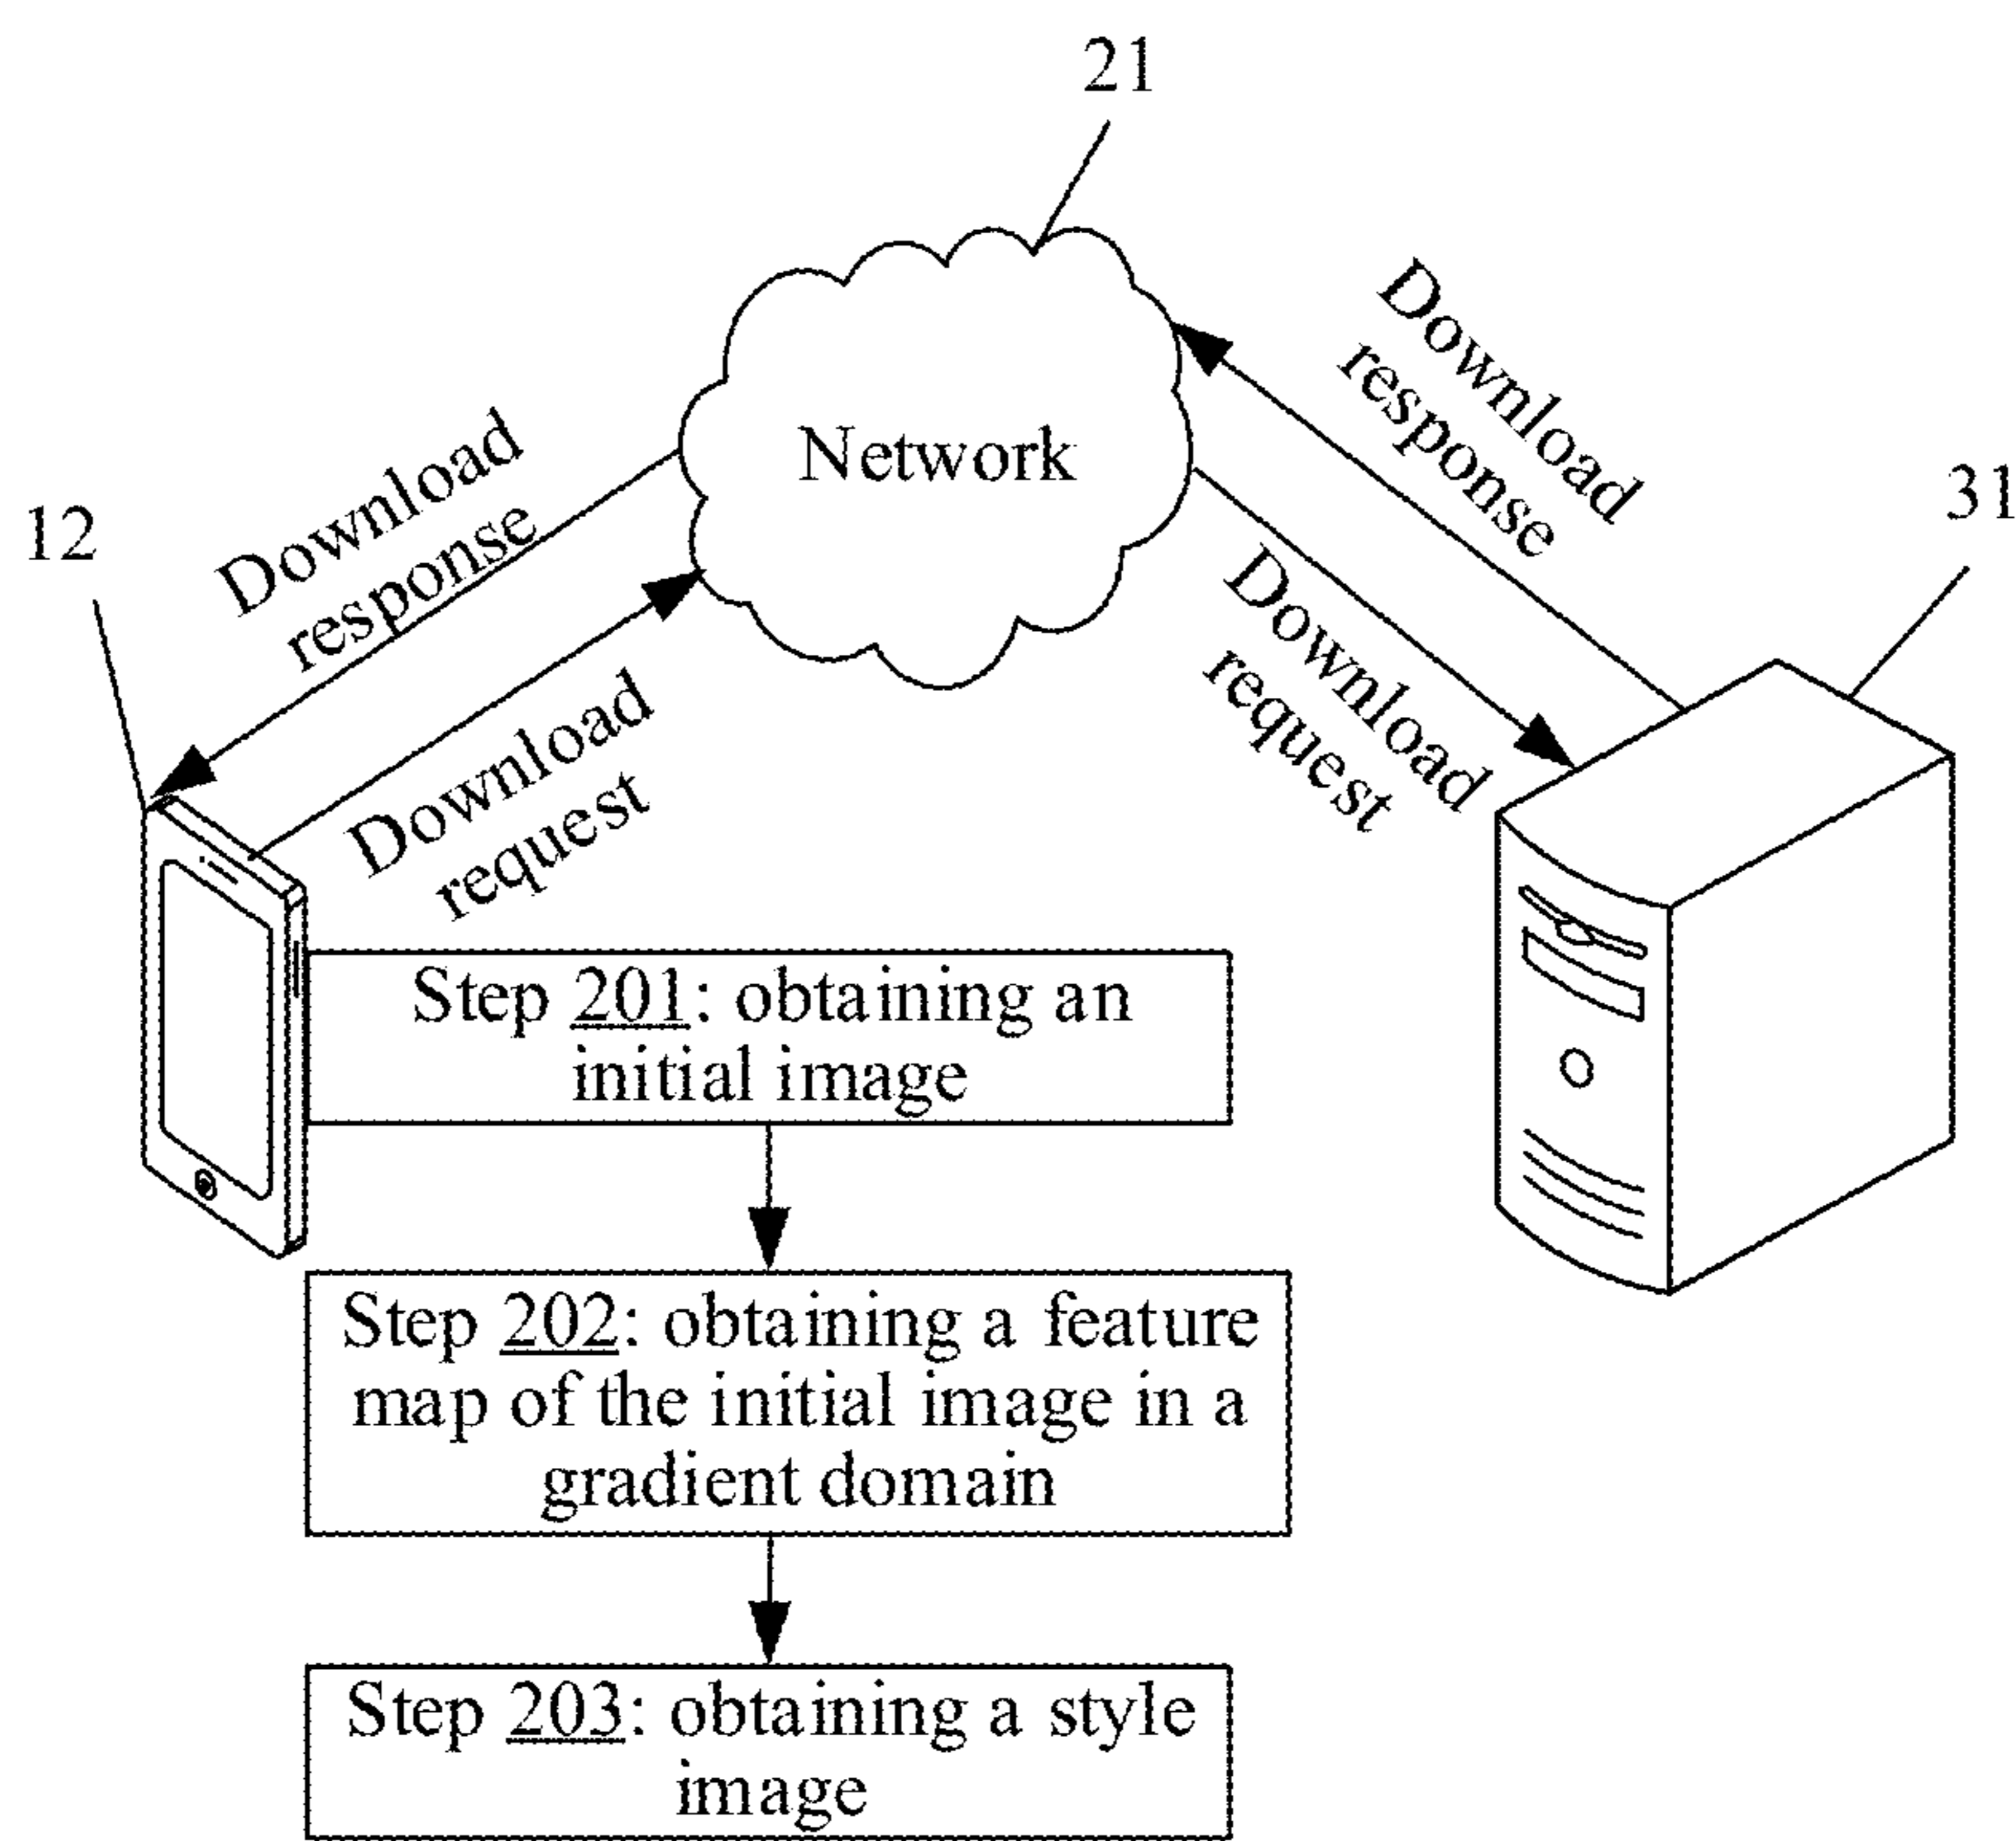 21
Download
response
Network
Download
response
12
31
Download
request
Download
request
Step 201: obtaining an
initial image
Step 202: obtaining a feature
map of the initial image in a
gradient domain
Step 203: obtaining a style
image